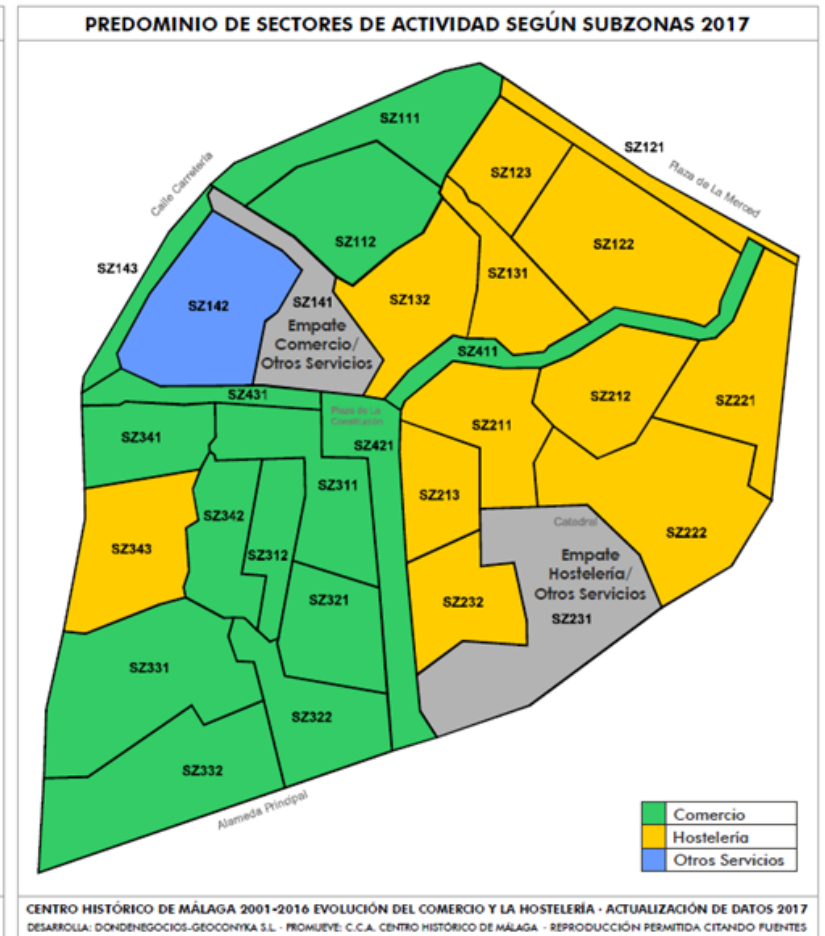 PREDOMINIO DE SECTORES DE ACTIVIDAD SEGÚN SUBZONAS 2017
SZ111
SZ121
Plaza de La Merced
Calle Carretería
SZ123
SZ112
SZ122
SZ143
SZ131
SZ142
SZ141
SZ132
Empate
Comercio/
Otros Servicios
SZ411
SZ431
SZ212
SZ221
Plaza de La
Constitución
SZ421
SZ211
SZ341
SZ311
SZ213
SZ342
Catedral
SZ222
SZ343
SZ312
Empate
Hostelería/
Otros Servicios
SZ321
SZ232
SZ231
SZ331
SZ322
SZ332
Alameda Principal
Comercio
Hostelería
Otros Servicios
CENTRO HISTÓRICO DE MÁLAGA 2001-2016 EVOLUCIÓN DEL COMERCIO Y LA HOSTELERÍA · ACTUALIZACIÓN DE DATOS 2017
DESARROLLA: DONDENEGOCIOS-GEOCONYKA S.L. · PROMUEVE: C.C.A. CENTRO HISTÓRICO DE MÁLAGA · REPRODUCCIÓN PERMITIDA CITANDO FUENTES